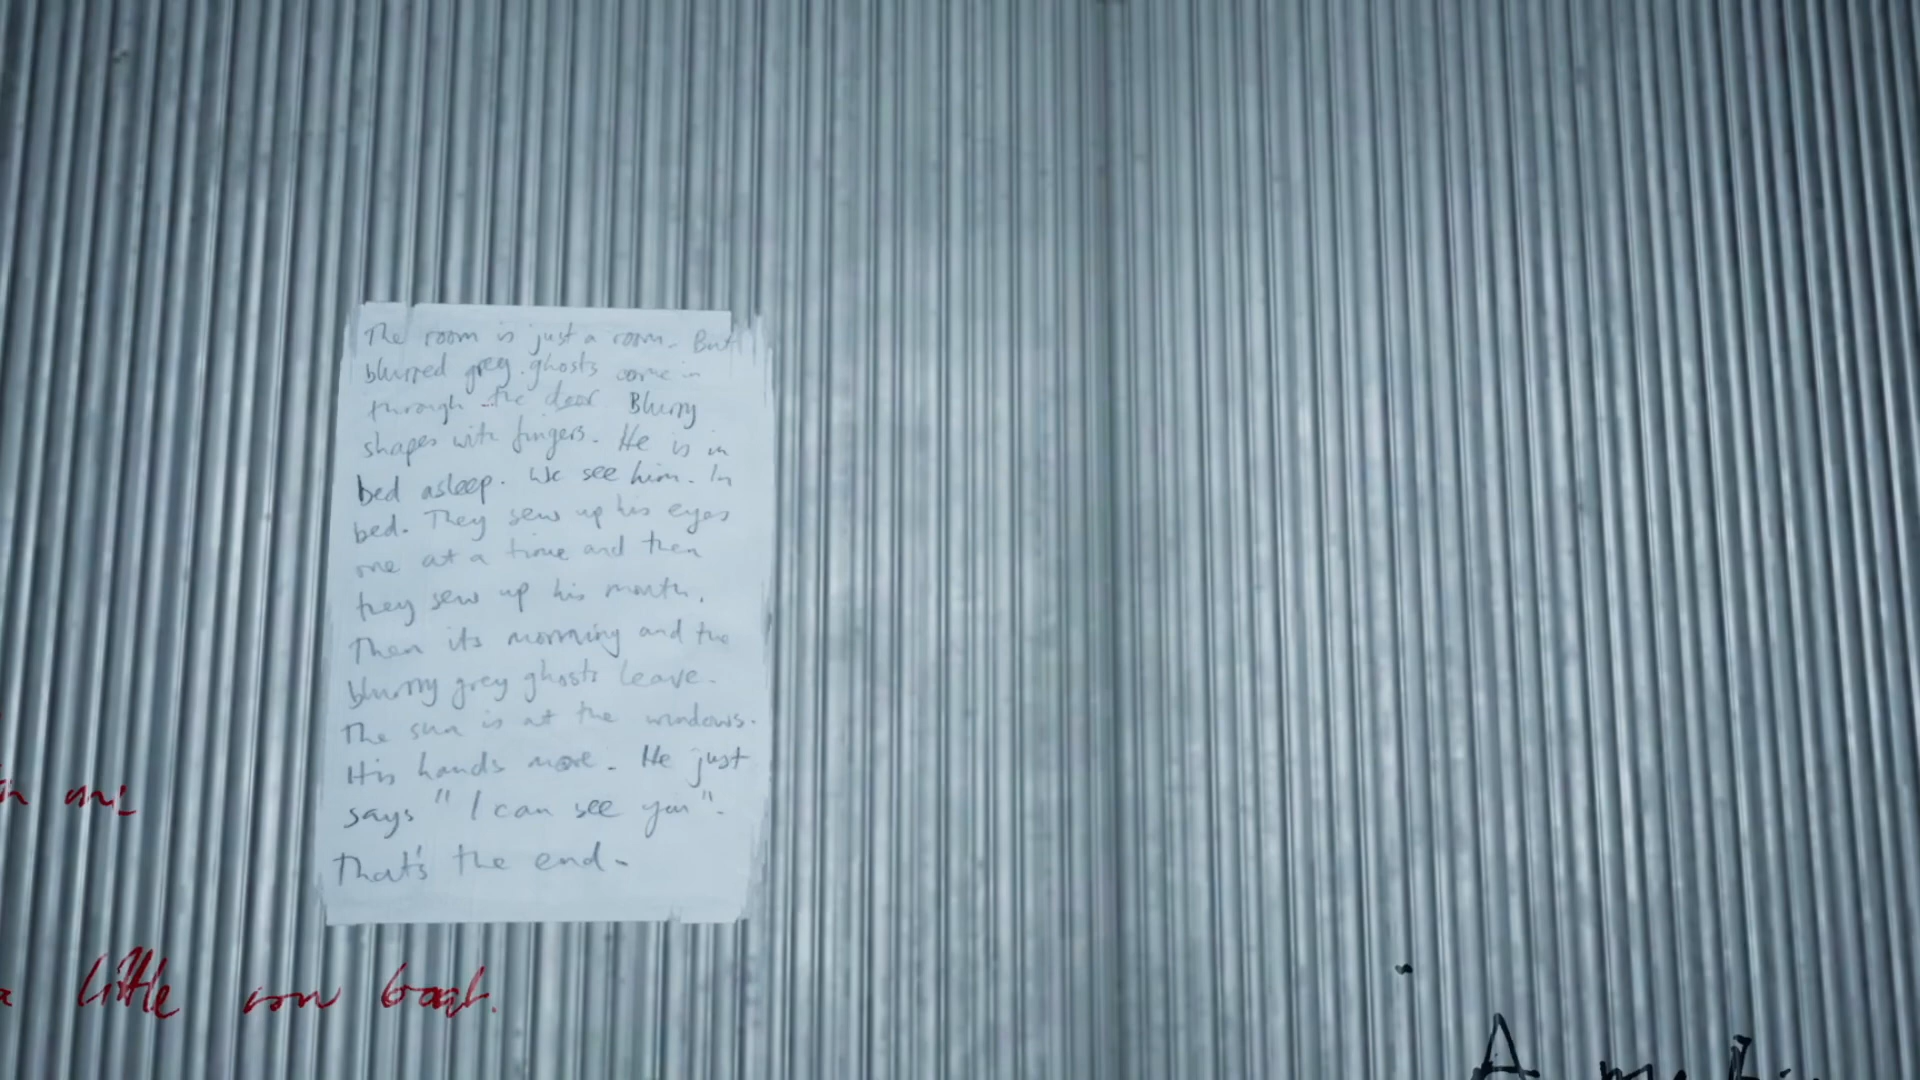 The room is just a room. But
blurred grey ghosts come in
through the door Blurry
shapes with fingers. He is in
bed asleep. We see him. In
bed. They sew up his eyes
one at a time and then
they sew up his mouth.
Then its morning and the
blurry grey ghosts leave.
The sun is at the windows.
His hands move. He just
says "I can see you".
That's the end.
me
a little row boat.
A